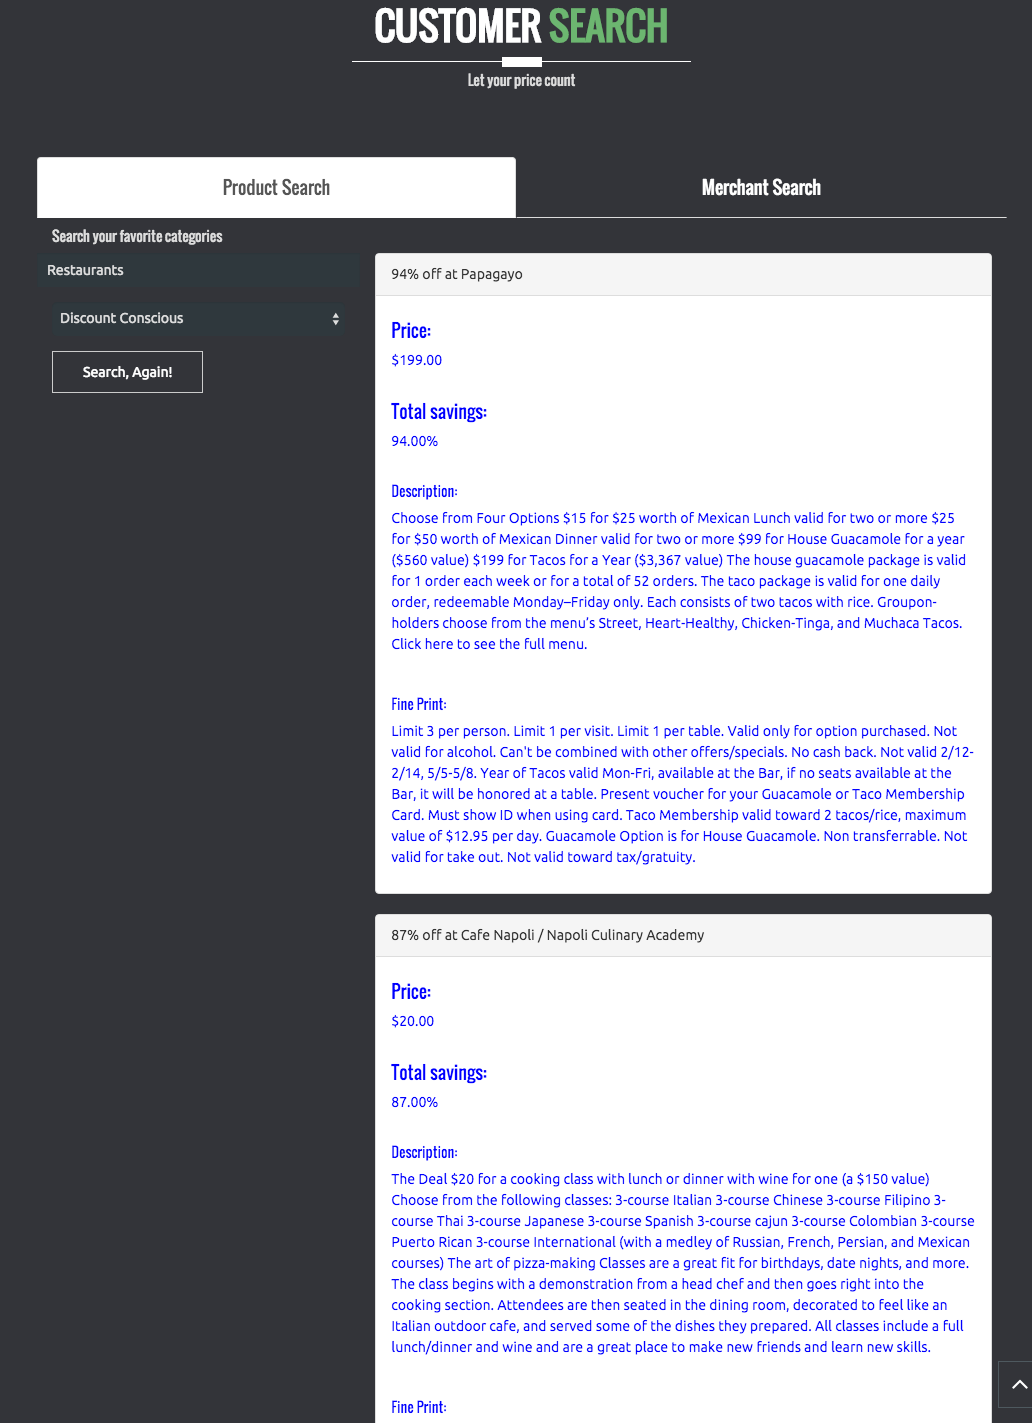 CUSTOMER SEARCH
Let your price count
Product Search
Merchant Search
Search your favorite categories
Restaurants
Discount Conscious
Search, Again!
94% off at Papagayo
Price:
$199.00
Total savings:
94.00%
Description:
Choose from Four Options $15 for $25 worth of Mexican Lunch valid for two or more $25
for $50 worth of Mexican Dinner valid for two or more $99 for House Guacamole for a year
($560 value) $199 for Tacos for a Year ($3,367 value) The house guacamole package is valid
for 1 order each week or for a total of 52 orders. The taco package is valid for one daily
order, redeemable Monday–Friday only. Each consists of two tacos with rice. Groupon-
holders choose from the menu’s Street, Heart-Healthy, Chicken-Tinga, and Muchaca Tacos.
Click here to see the full menu.
Fine Print:
Limit 3 per person. Limit 1 per visit. Limit 1 per table. Valid only for option purchased. Not
valid for alcohol. Can't be combined with other offers/specials. No cash back. Not valid 2/12-
2/14, 5/5-5/8. Year of Tacos valid Mon-Fri, available at the Bar, if no seats available at the
Bar, it will be honored at a table. Present voucher for your Guacamole or Taco Membership
Card. Must show ID when using card. Taco Membership valid toward 2 tacos/rice, maximum
value of $12.95 per day. Guacamole Option is for House Guacamole. Non transferrable. Not
valid for take out. Not valid toward tax/gratuity.
87% off at Cafe Napoli / Napoli Culinary Academy
Price:
$20.00
Total savings:
87.00%
Description:
The Deal $20 for a cooking class with lunch or dinner with wine for one (a $150 value)
Choose from the following classes: 3-course Italian 3-course Chinese 3-course Filipino 3-
course Thai 3-course Japanese 3-course Spanish 3-course cajun 3-course Colombian 3-course
Puerto Rican 3-course International (with a medley of Russian, French, Persian, and Mexican
courses) The art of pizza-making Classes are a great fit for birthdays, date nights, and more.
The class begins with a demonstration from a head chef and then goes right into the
cooking section. Attendees are then seated in the dining room, decorated to feel like an
Italian outdoor cafe, and served some of the dishes they prepared. All classes include a full
lunch/dinner and wine and are a great place to make new friends and learn new skills.
Fine Print: